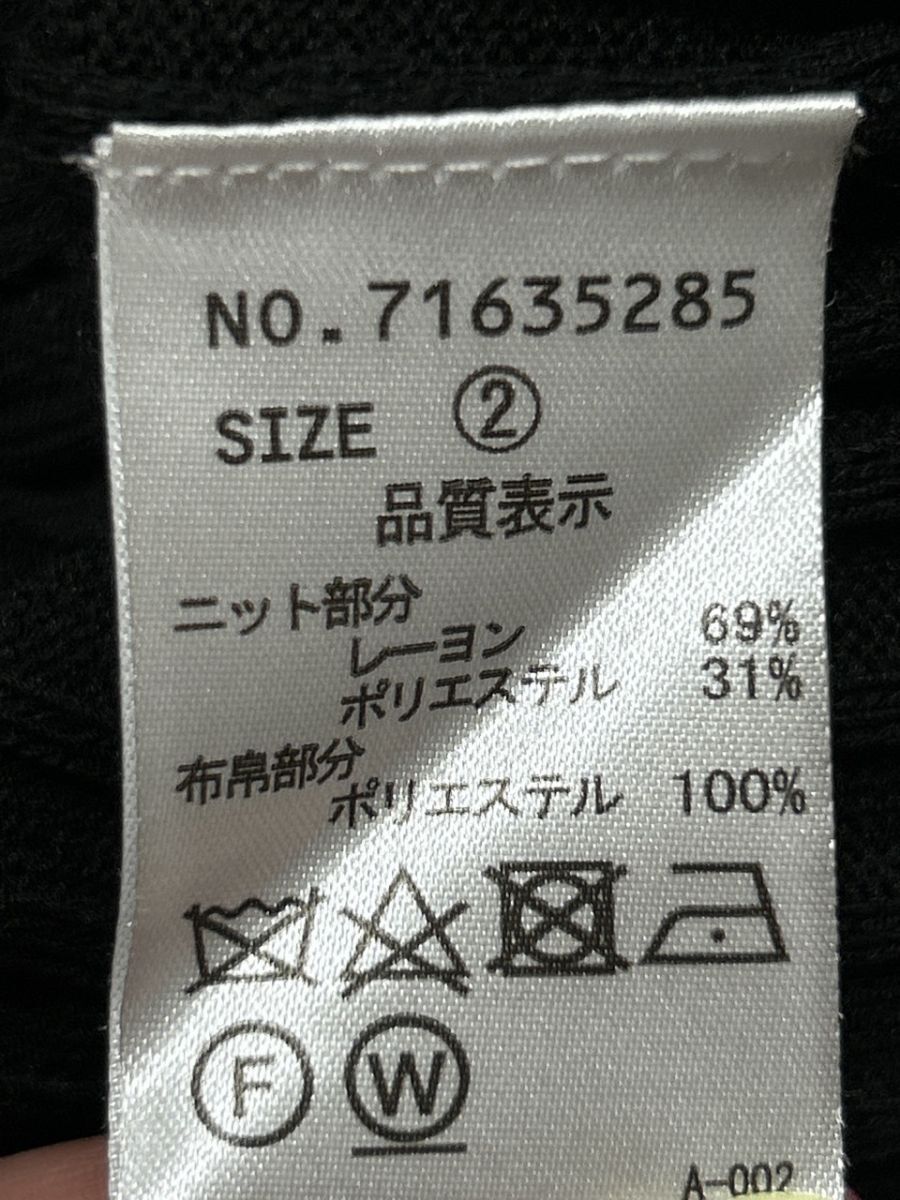 NO.71635285
SIZE ②
品質表示
ニット部分
レーヨン 69%
ポリエステル 31%
布帛部分
ポリエステル 100%
F W
A-002